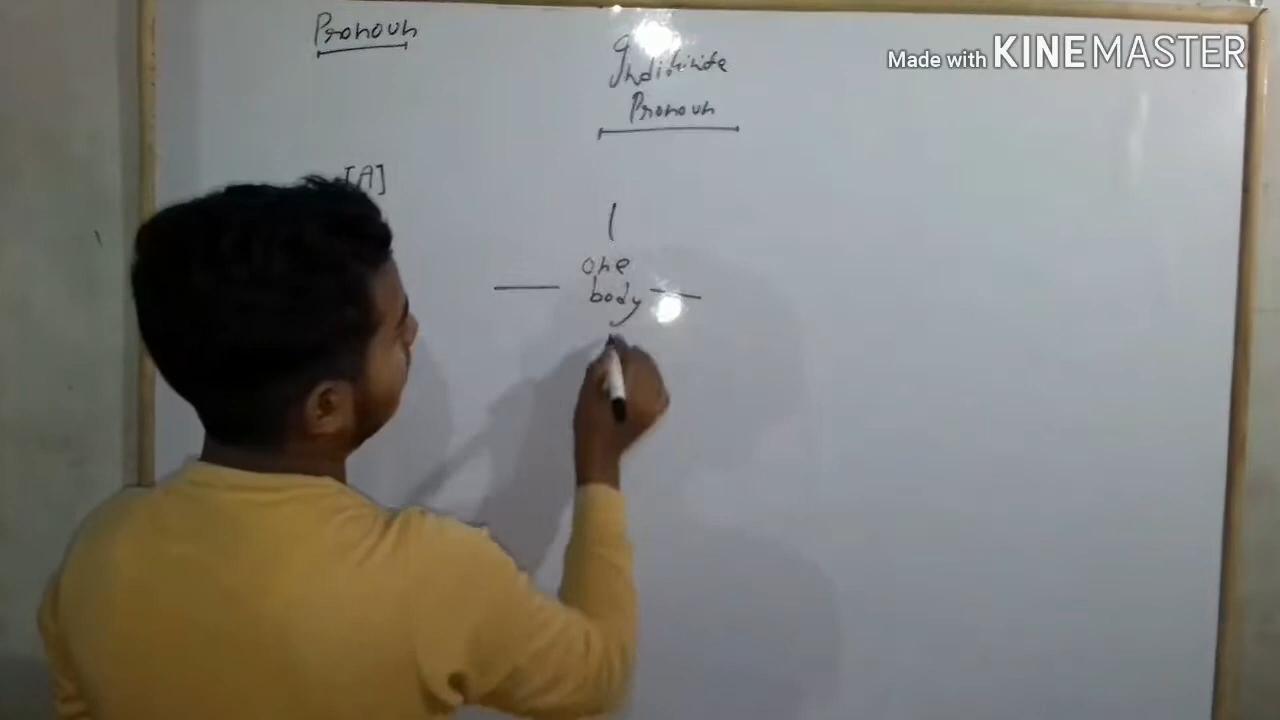 Pronoun
Indifinite
Pronoun
Made with KINEMASTER
[A]
one
body